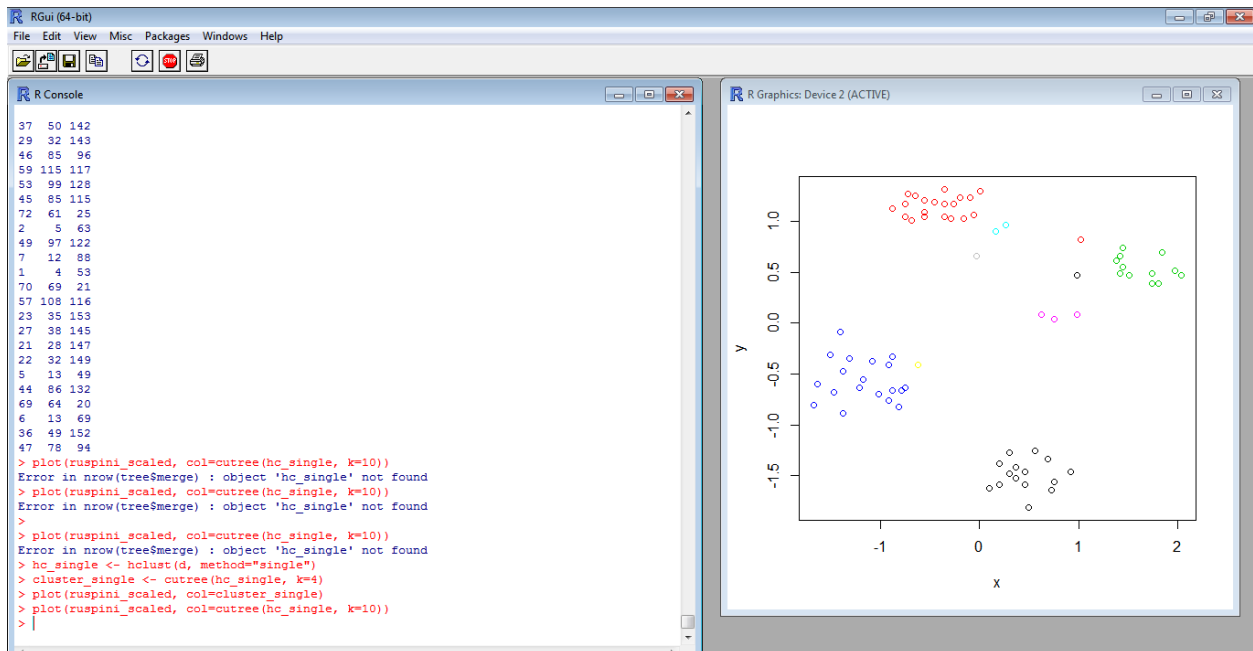 RGui (64-bit)
File Edit View Misc Packages Windows Help
STOP
R Console
37 50 142
29 32 143
46 85 96
59 115 117
53 99 128
45 85 115
72 61 25
2 5 63
49 97 122
7 12 88
1 4 53
70 69 21
57 108 116
23 35 153
27 38 145
21 28 147
22 32 149
5 13 49
44 86 132
69 64 20
6 13 69
36 49 152
47 78 94
> plot(ruspini_scaled, col=cutree(hc_single, k=10))
Error in nrow(tree$merge) : object 'hc_single' not found
> plot(ruspini_scaled, col=cutree(hc_single, k=10))
Error in nrow(tree$merge) : object 'hc_single' not found
>
> plot(ruspini_scaled, col=cutree(hc_single, k=10))
Error in nrow(tree$merge) : object 'hc_single' not found
> hc_single <- hclust(d, method="single")
> cluster_single <- cutree(hc_single, k=4)
> plot(ruspini_scaled, col=cluster_single)
> plot(ruspini_scaled, col=cutree(hc_single, k=10))
>
R Graphics: Device 2 (ACTIVE)
1.0
0.5
0.0
-0.5
-1.0
-1.5
y
-1 0 1 2
x